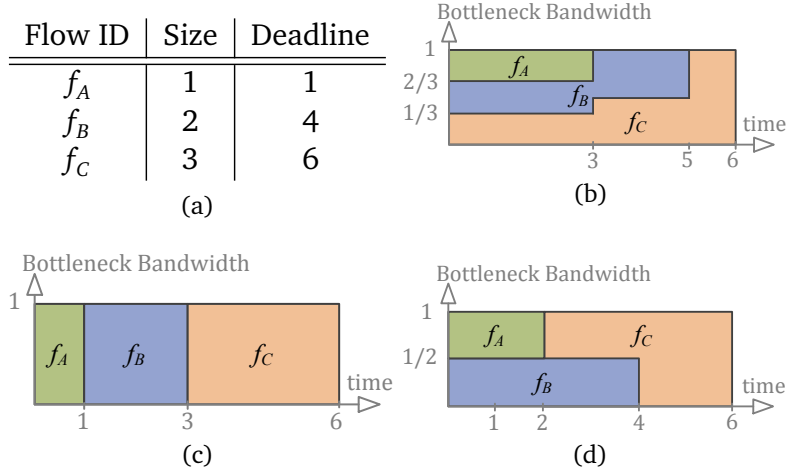 Flow ID Size Deadline
f_A 1 1
f_B 2 4
f_C 3 6
(a)
Bottleneck Bandwidth
1
2/3
1/3
f_A
f_B
f_C
time
3 5 6
(b)
Bottleneck Bandwidth
1
f_A f_B f_C
time
1 3 6
(c)
Bottleneck Bandwidth
1
1/2
f_A f_C
f_B
time
1 2 4 6
(d)